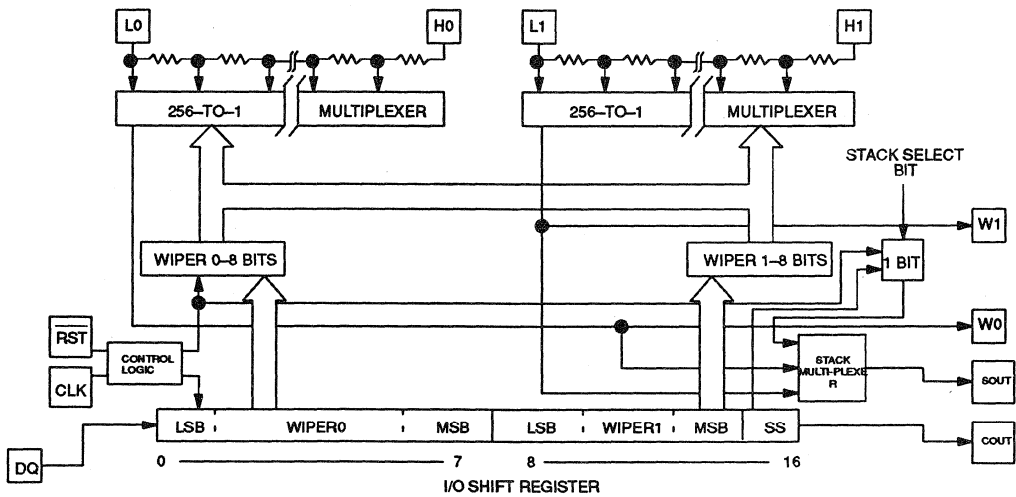 L0
H0
L1
H1
256–TO–1
MULTIPLEXER
256–TO–1
MULTIPLEXER
STACK SELECT
BIT
W1
WIPER 0–8 BITS
WIPER 1–8 BITS
1 BIT
W0
RST
CONTROL
LOGIC
CLK
STACK
MULTI-PLEXE
R
SOUT
LSB
WIPER0
MSB
LSB
WIPER1
MSB
SS
COUT
DQ
0
7
8
16
I/O SHIFT REGISTER